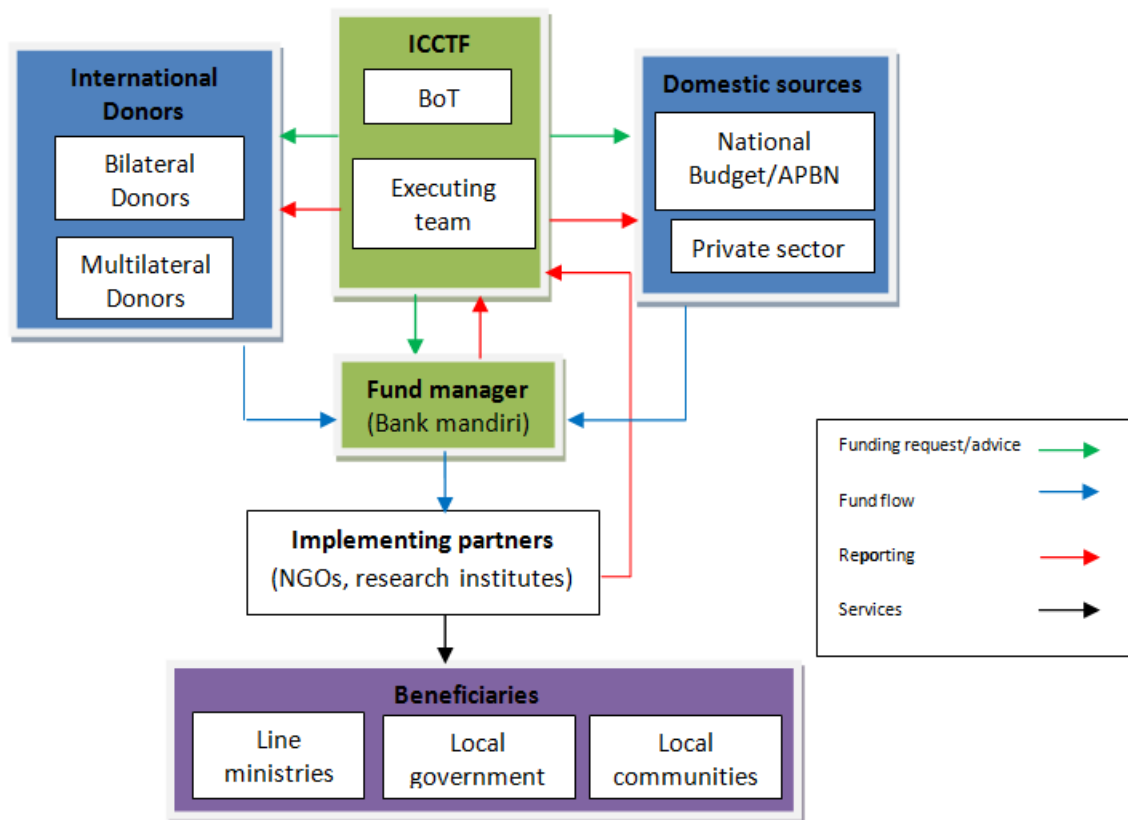 ICCTF
BoT
Executing
team
International
Donors
Bilateral
Donors
Multilateral
Donors
Domestic sources
National
Budget/APBN
Private sector
Fund manager
(Bank mandiri)
Implementing partners
(NGOs, research institutes)
Beneficiaries
Line
ministries
Local
government
Local
communities
Funding request/advice
Fund flow
Reporting
Services